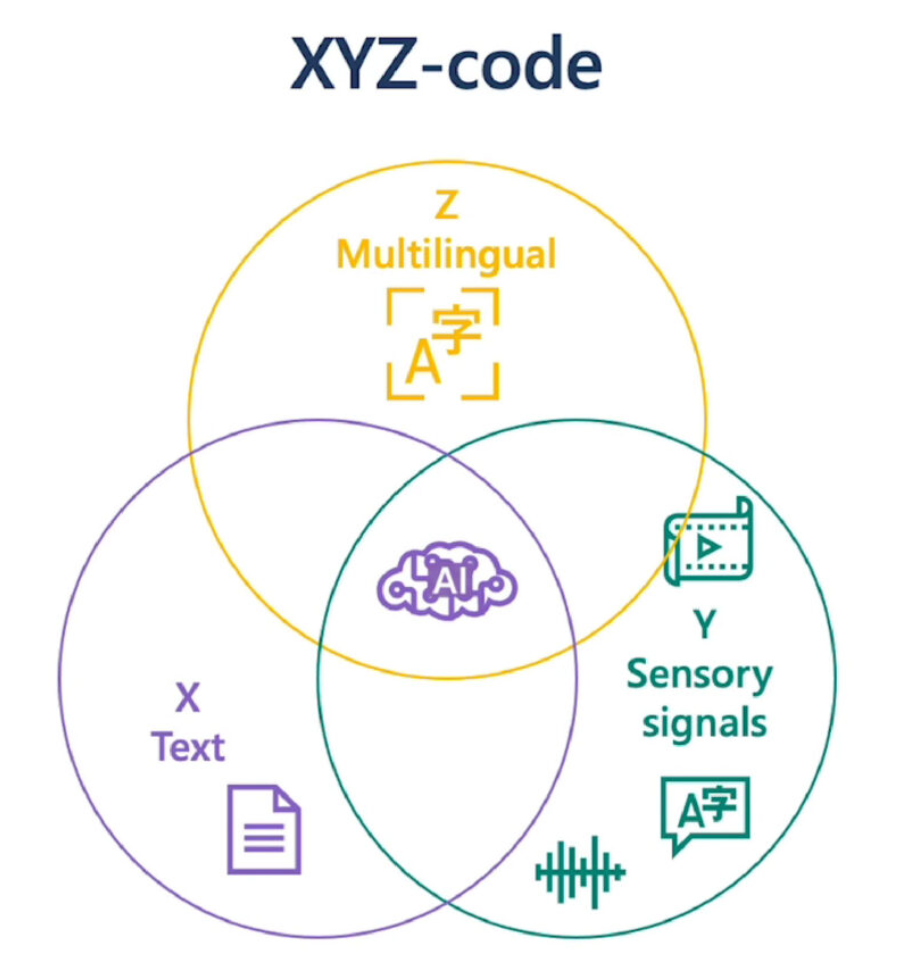 XYZ-code
Z
Multilingual
A字
AI
Y
Sensory
signals
X
Text
A字